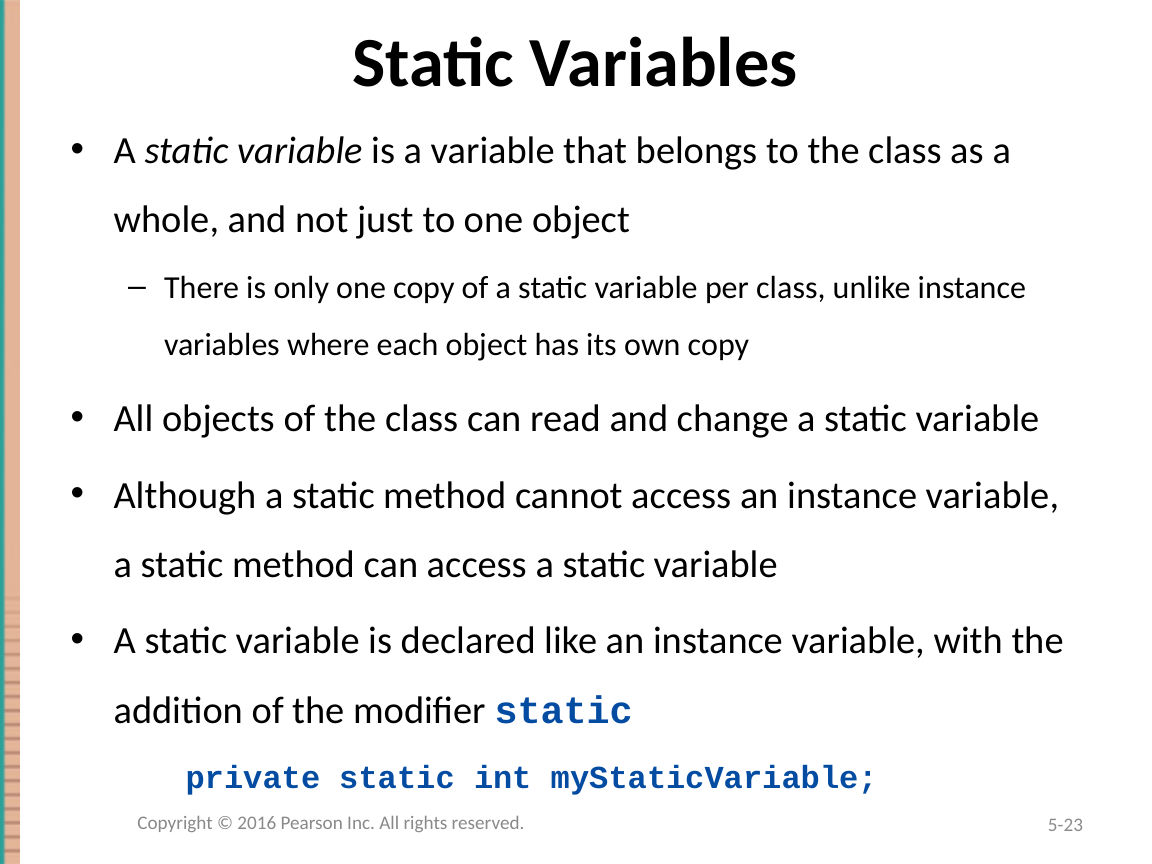 Static Variables
• A static variable is a variable that belongs to the class as a
whole, and not just to one object
– There is only one copy of a static variable per class, unlike instance
variables where each object has its own copy
• All objects of the class can read and change a static variable
• Although a static method cannot access an instance variable,
a static method can access a static variable
• A static variable is declared like an instance variable, with the
addition of the modifier static
private static int myStaticVariable;
Copyright © 2016 Pearson Inc. All rights reserved.
5-23